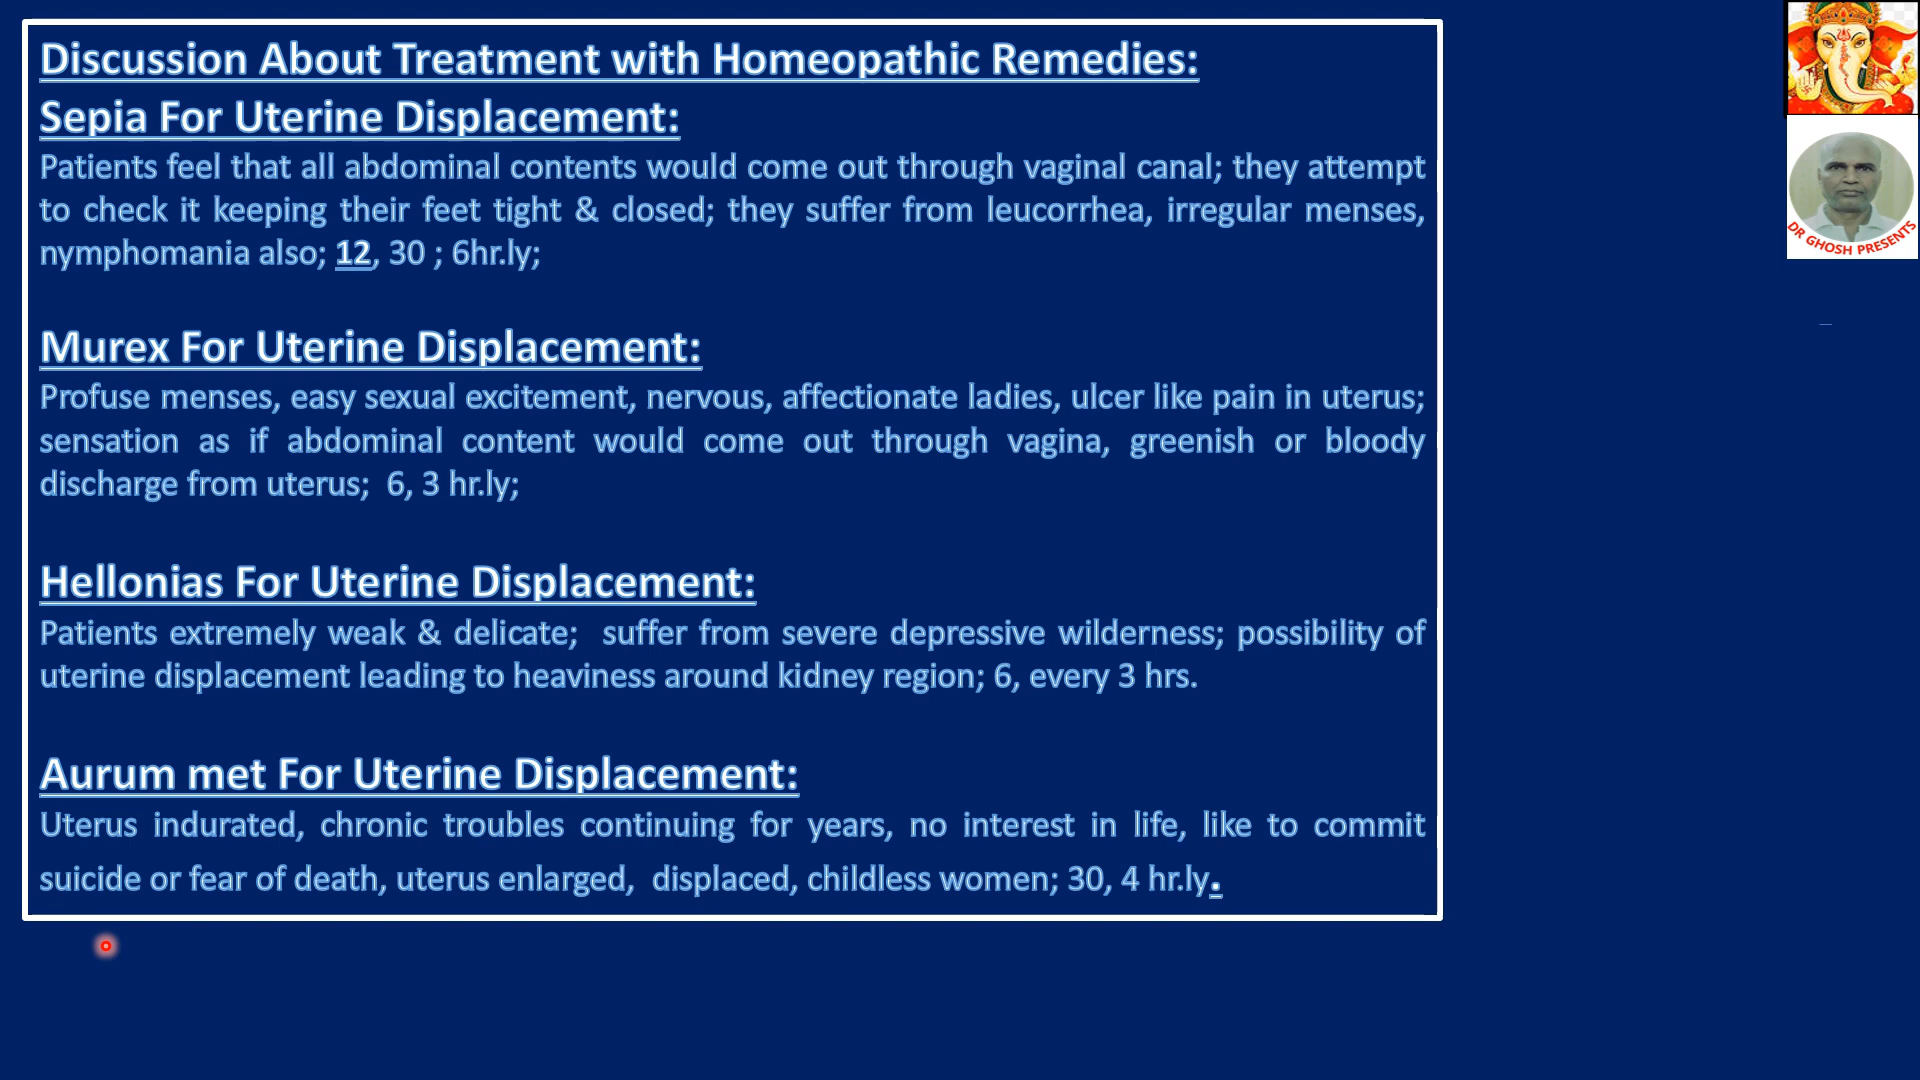 Discussion About Treatment with Homeopathic Remedies:
Sepia For Uterine Displacement:
Patients feel that all abdominal contents would come out through vaginal canal; they attempt
to check it keeping their feet tight & closed; they suffer from leucorrhea, irregular menses,
nymphomania also; 12, 30 ; 6hr.ly;
Murex For Uterine Displacement:
Profuse menses, easy sexual excitement, nervous, affectionate ladies, ulcer like pain in uterus;
sensation as if abdominal content would come out through vagina, greenish or bloody
discharge from uterus;  6, 3 hr.ly;
Hellonias For Uterine Displacement:
Patients extremely weak & delicate;  suffer from severe depressive wilderness; possibility of
uterine displacement leading to heaviness around kidney region; 6, every 3 hrs.
Aurum met For Uterine Displacement:
Uterus indurated, chronic troubles continuing for years, no interest in life, like to commit
suicide or fear of death, uterus enlarged,  displaced, childless women; 30, 4 hr.ly.
DR GHOSH PRESENTS